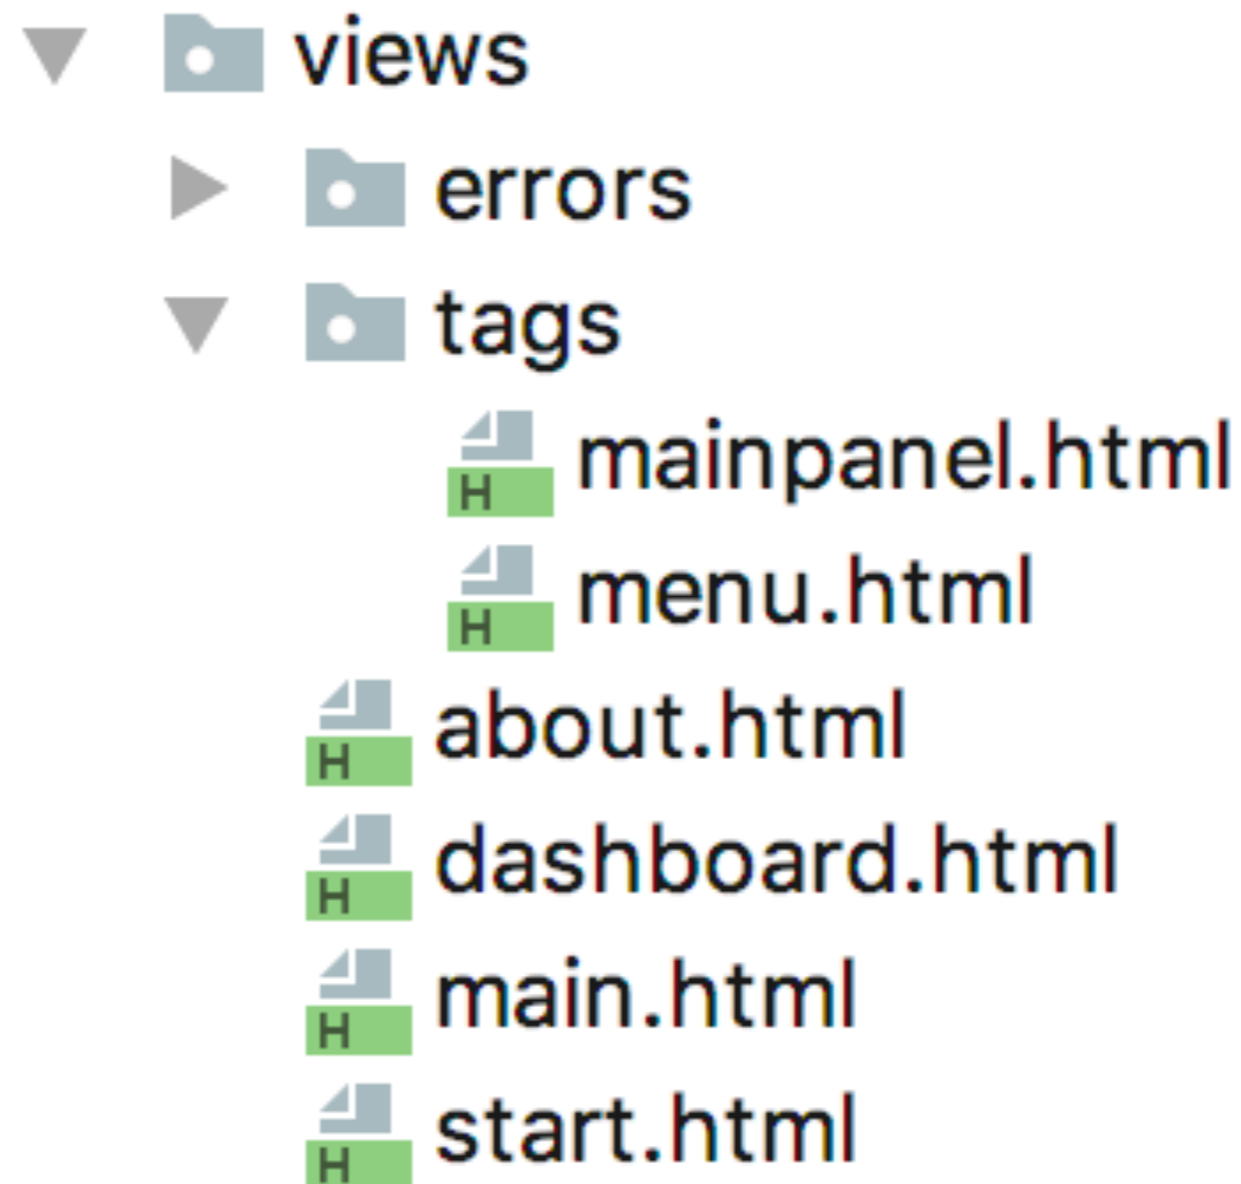 views
errors
tags
H mainpanel.html
H menu.html
H about.html
H dashboard.html
H main.html
H start.html